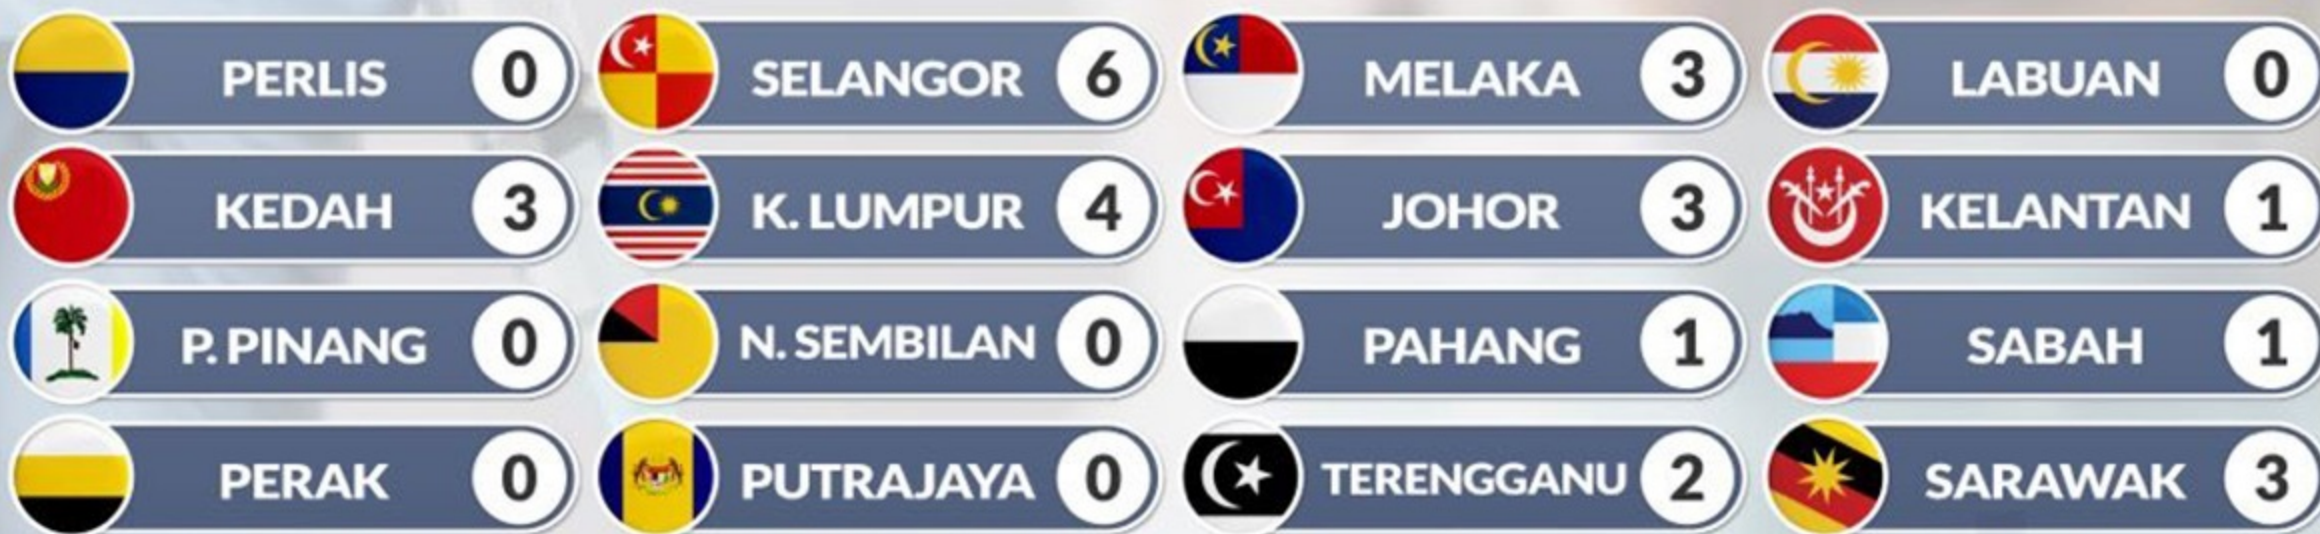 PERLIS 0
SELANGOR 6
MELAKA 3
LABUAN 0
KEDAH 3
K. LUMPUR 4
JOHOR 3
KELANTAN 1
P. PINANG 0
N. SEMBILAN 0
PAHANG 1
SABAH 1
PERAK 0
PUTRAJAYA 0
TERENGGANU 2
SARAWAK 3